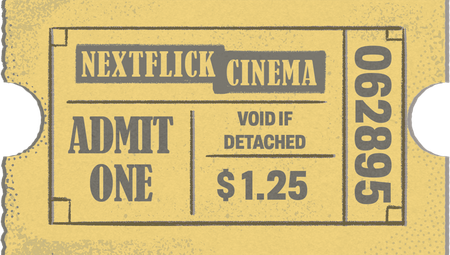 NEXTFLICK CINEMA
ADMIT
ONE
VOID IF
DETACHED
$1.25
062895